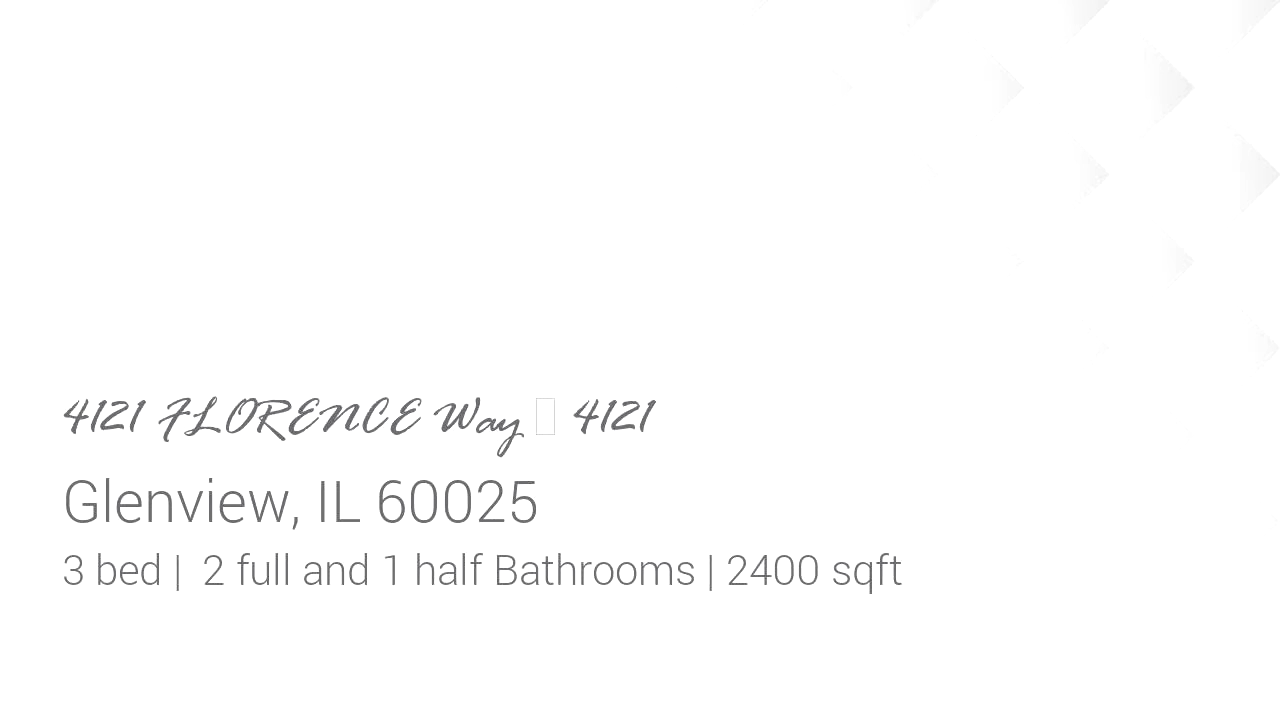 4121 FLORENCE Way  4121
Glenview, IL 60025
3 bed | 2 full and 1 half Bathrooms | 2400 sqft